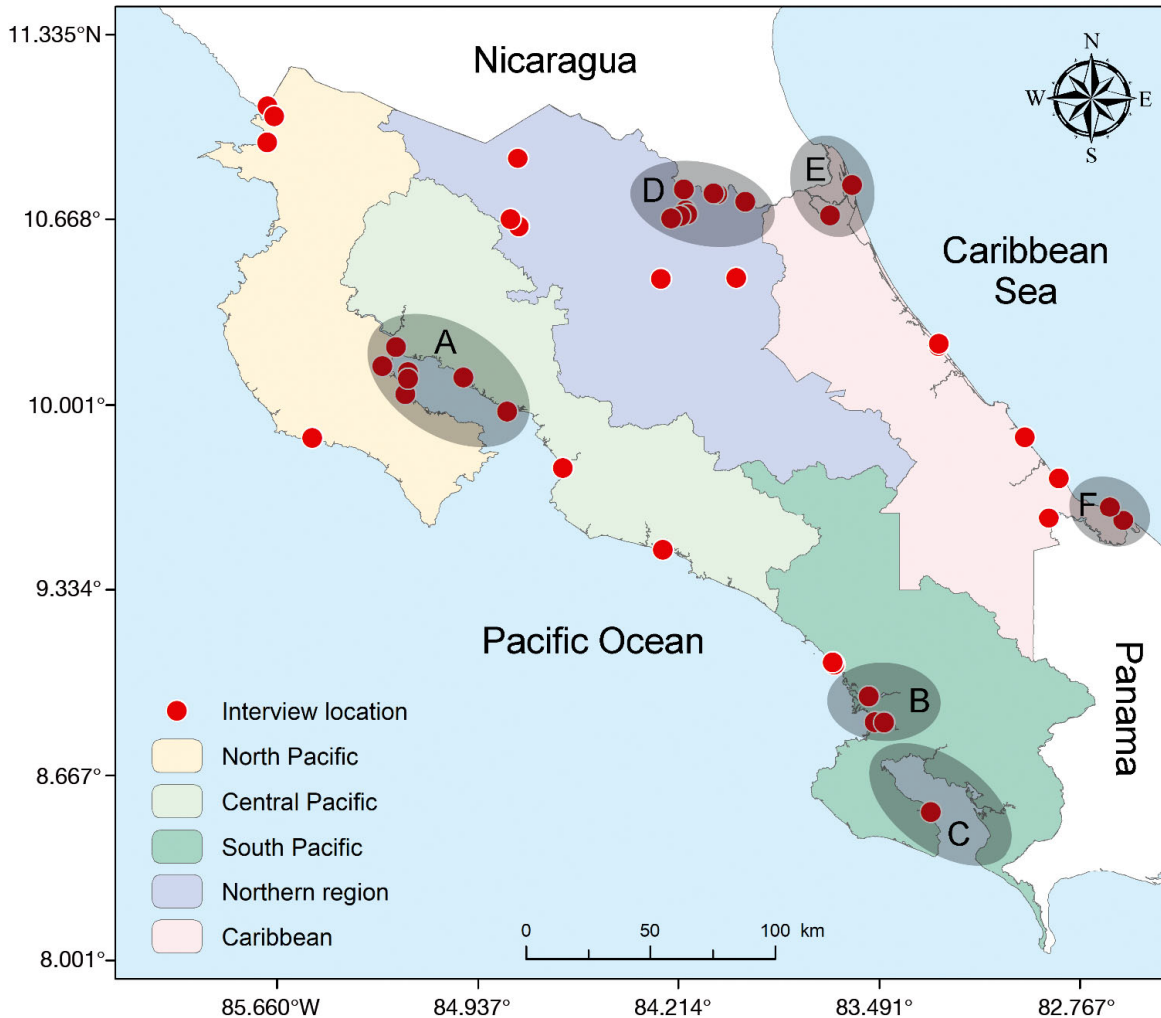 11.335°N
10.668°
10.001°
9.334°
8.667°
8.001°
Nicaragua
N
W
E
S
E
D
Caribbean
Sea
A
F
Pacific Ocean
B
Panama
C
Interview location
North Pacific
Central Pacific
South Pacific
Northern region
Caribbean
0 50 100 km
85.660°W 84.937° 84.214° 83.491° 82.767°